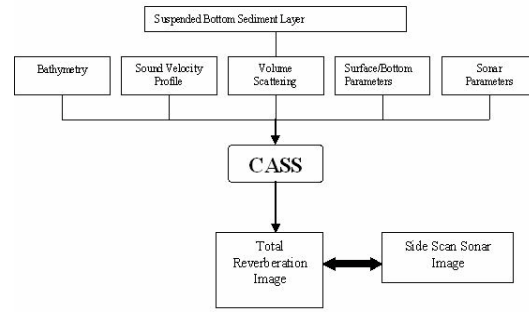 Suspended Bottom Sediment Layer
Bathymetry
Sound Velocity
Profile
Volume
Scattering
Surface/Bottom
Parameters
Sonar
Parameters
CASS
Total
Reverberation
Image
Side Scan Sonar
Image